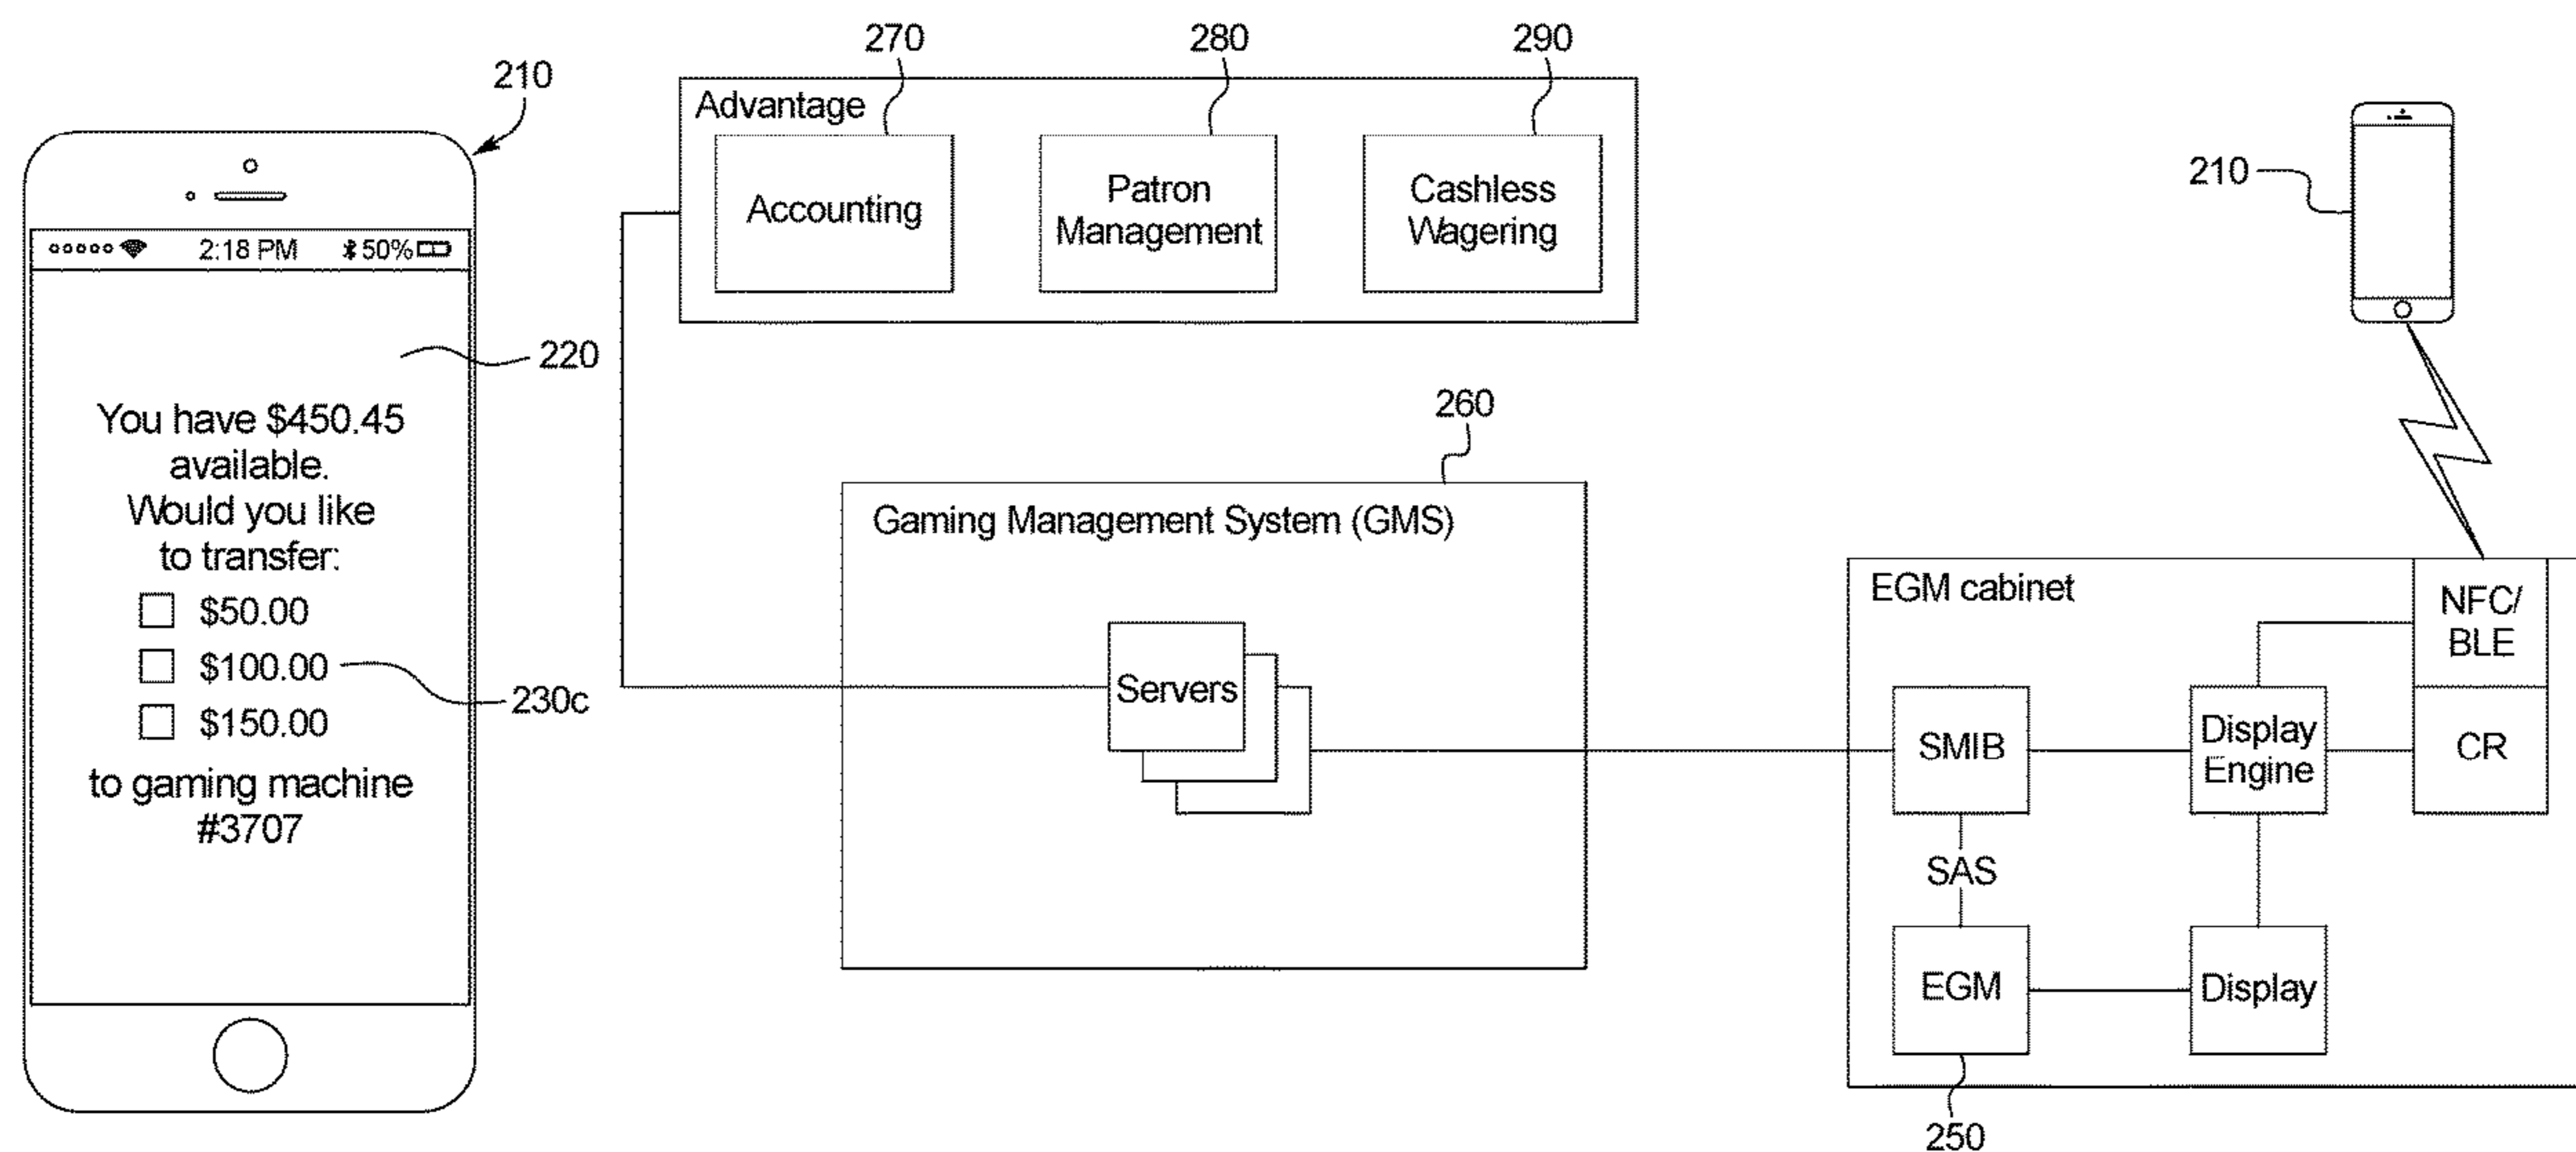 210
2:18 PM
50%
220
You have $450.45
available.
Would you like
to transfer:
$50.00
$100.00
230c
$150.00
to gaming machine
#3707
270
280
290
Advantage
Accounting
Patron
Management
Cashless
Wagering
260
Gaming Management System (GMS)
Servers
210
EGM cabinet
NFC/
BLE
SMIB
Display
Engine
CR
SAS
EGM
Display
250